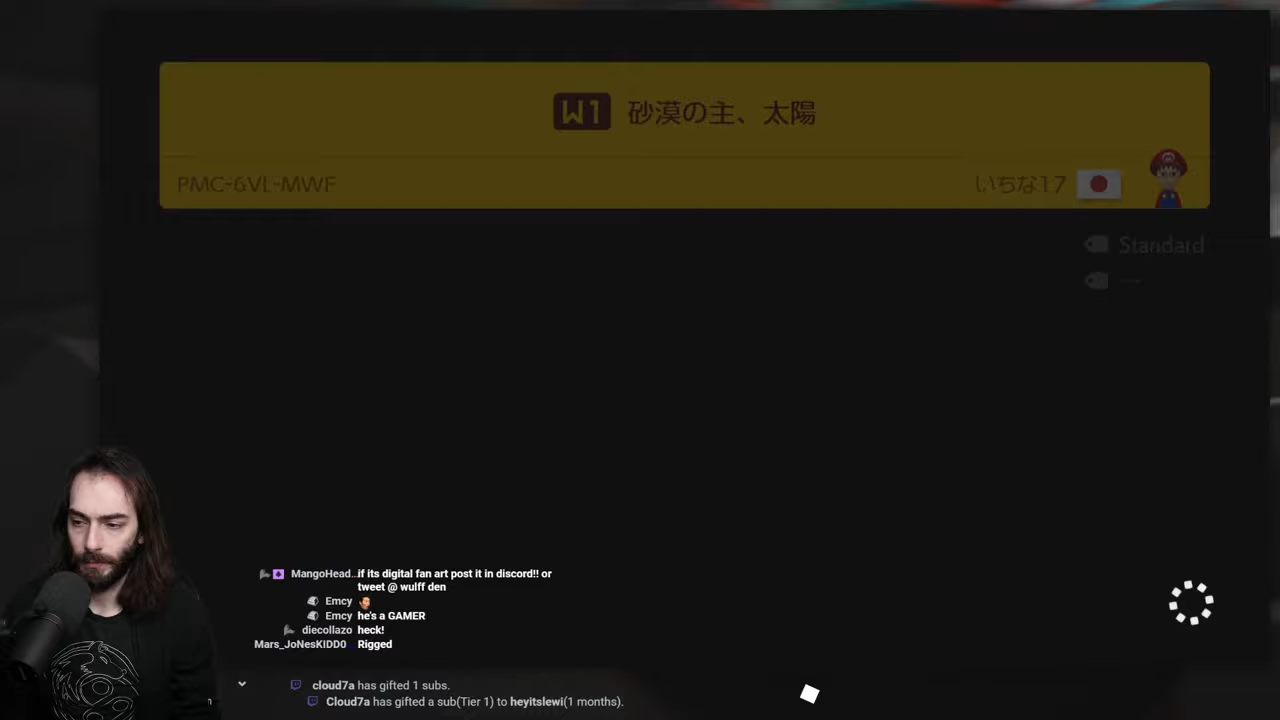 W1 砂漠の主、太陽
PMC-6VL-MWF いちな17
Standard
MangoHead...if its digital fan art post it in discord!! or
tweet @ wulff den
Emcy
Emcy he's a GAMER
diecollazo heck!
Mars_JoNesKIDD0 Rigged
cloud7a has gifted 1 subs.
Cloud7a has gifted a sub(Tier 1) to heyitslewi(1 months).